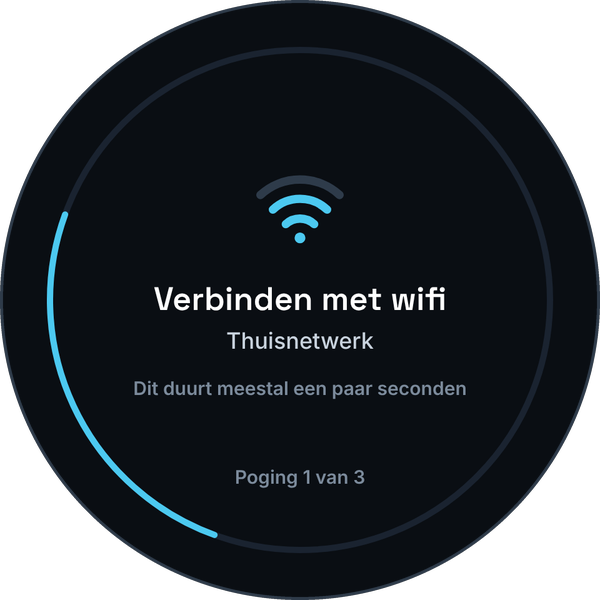 Verbinden met wifi
Thuisnetwerk
Dit duurt meestal een paar seconden
Poging 1 van 3